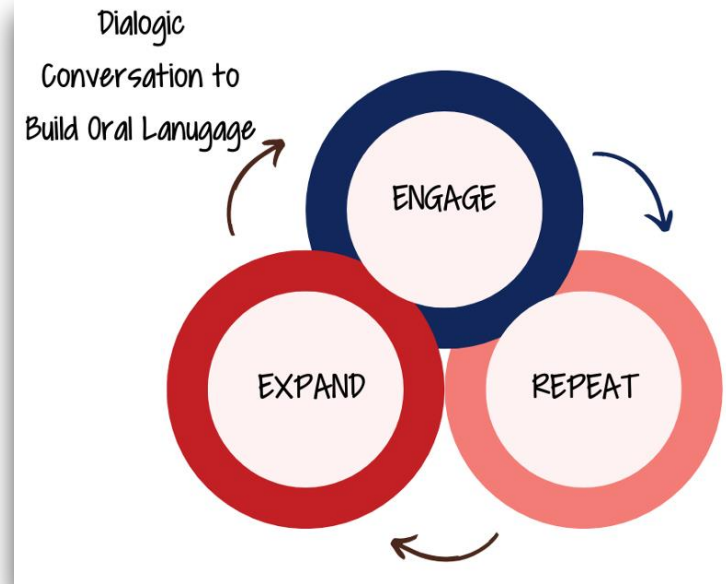 Dialogic
Conversation to
Build Oral Lanugage
ENGAGE
EXPAND
REPEAT